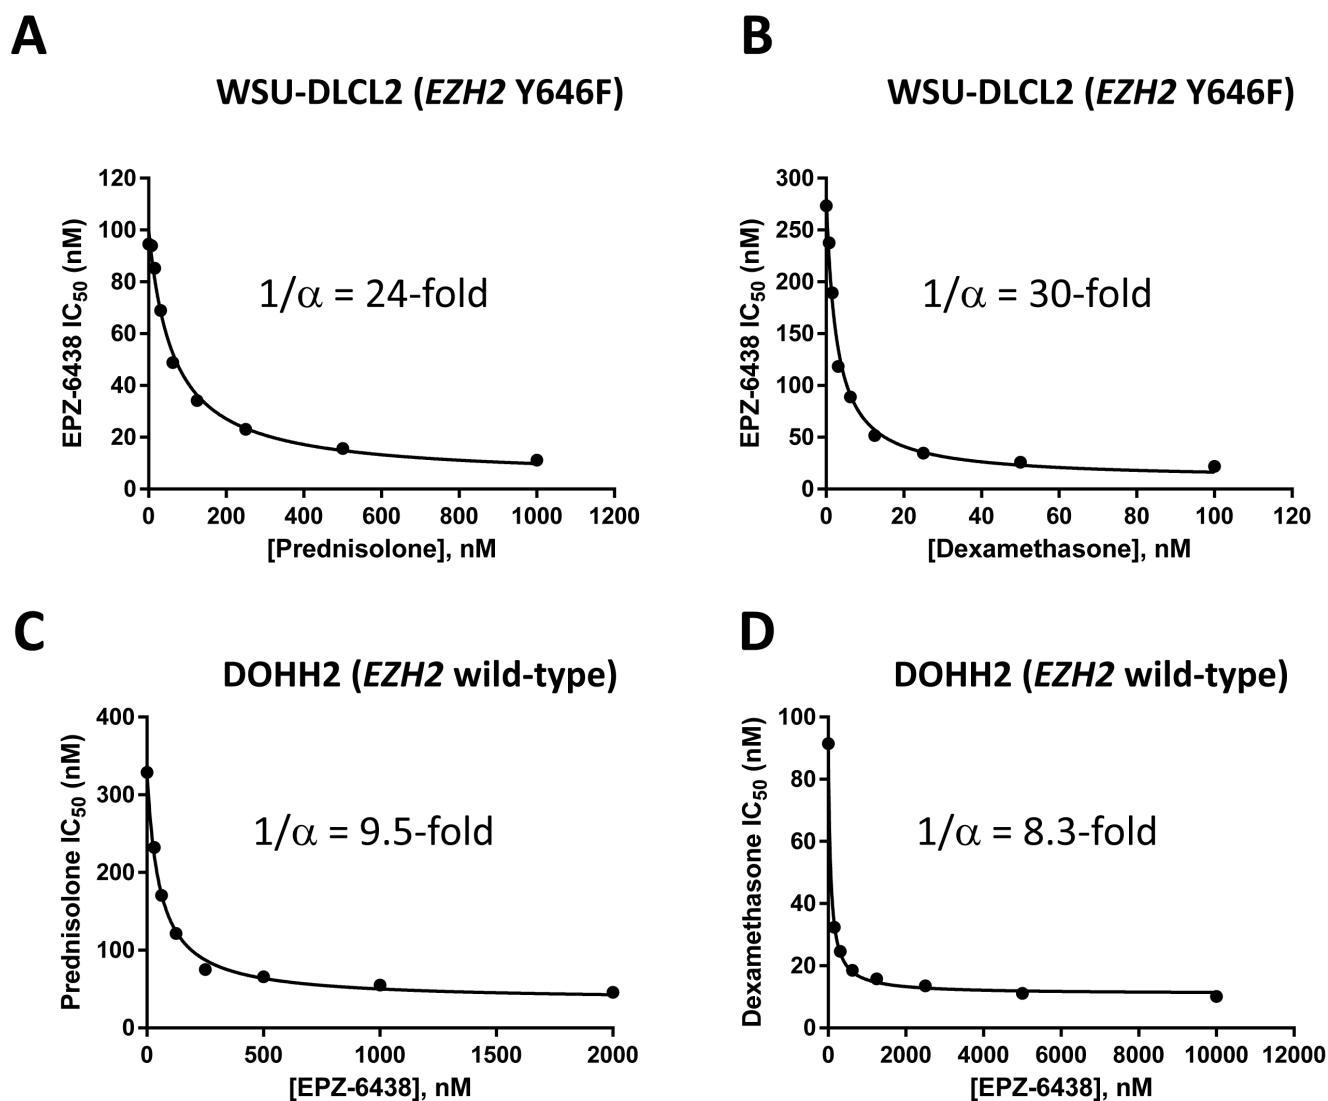 A
WSU-DLCL2 (EZH2 Y646F)
EPZ-6438 IC50 (nM)
120
100
80
60
40
20
0
1/α = 24-fold
0 200 400 600 800 1000 1200
[Prednisolone], nM
B
WSU-DLCL2 (EZH2 Y646F)
EPZ-6438 IC50 (nM)
300
250
200
150
100
50
0
1/α = 30-fold
0 20 40 60 80 100 120
[Dexamethasone], nM
C
DOHH2 (EZH2 wild-type)
Prednisolone IC50 (nM)
400
300
200
100
0
1/α = 9.5-fold
0 500 1000 1500 2000
[EPZ-6438], nM
D
DOHH2 (EZH2 wild-type)
Dexamethasone IC50 (nM)
100
80
60
40
20
0
1/α = 8.3-fold
0 2000 4000 6000 8000 10000 12000
[EPZ-6438], nM